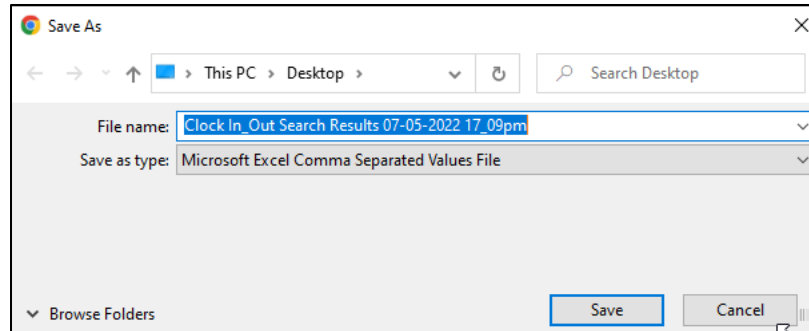 Save As
This PC > Desktop >
Search Desktop
File name: Clock In_Out Search Results 07-05-2022 17_09pm
Save as type: Microsoft Excel Comma Separated Values File
Browse Folders
Save
Cancel